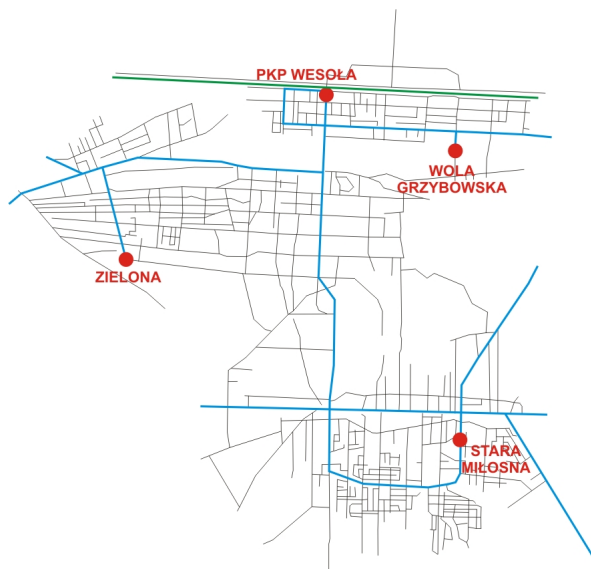 PKP WESOŁA
WOLA
GRZYBOWSKA
ZIELONA
STARA
MIŁOSNA